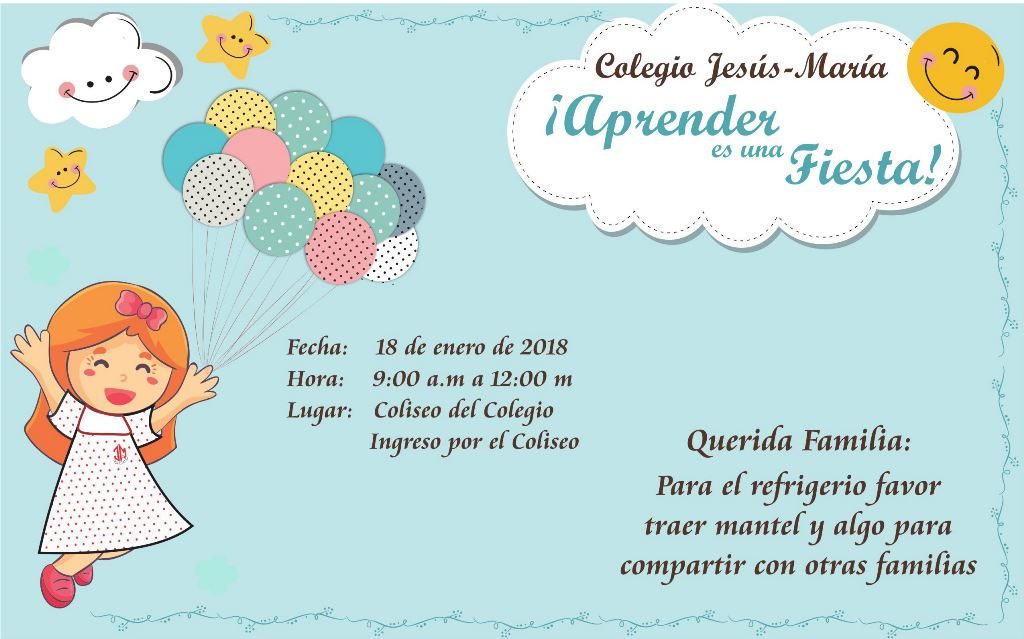 Colegio Jesús-María
¡Aprender
es una
Fiesta!
Fecha: 18 de enero de 2018
Hora: 9:00 a.m a 12:00 m
Lugar: Coliseo del Colegio
Ingreso por el Coliseo
Querida Familia:
Para el refrigerio favor
traer mantel y algo para
compartir con otras familias